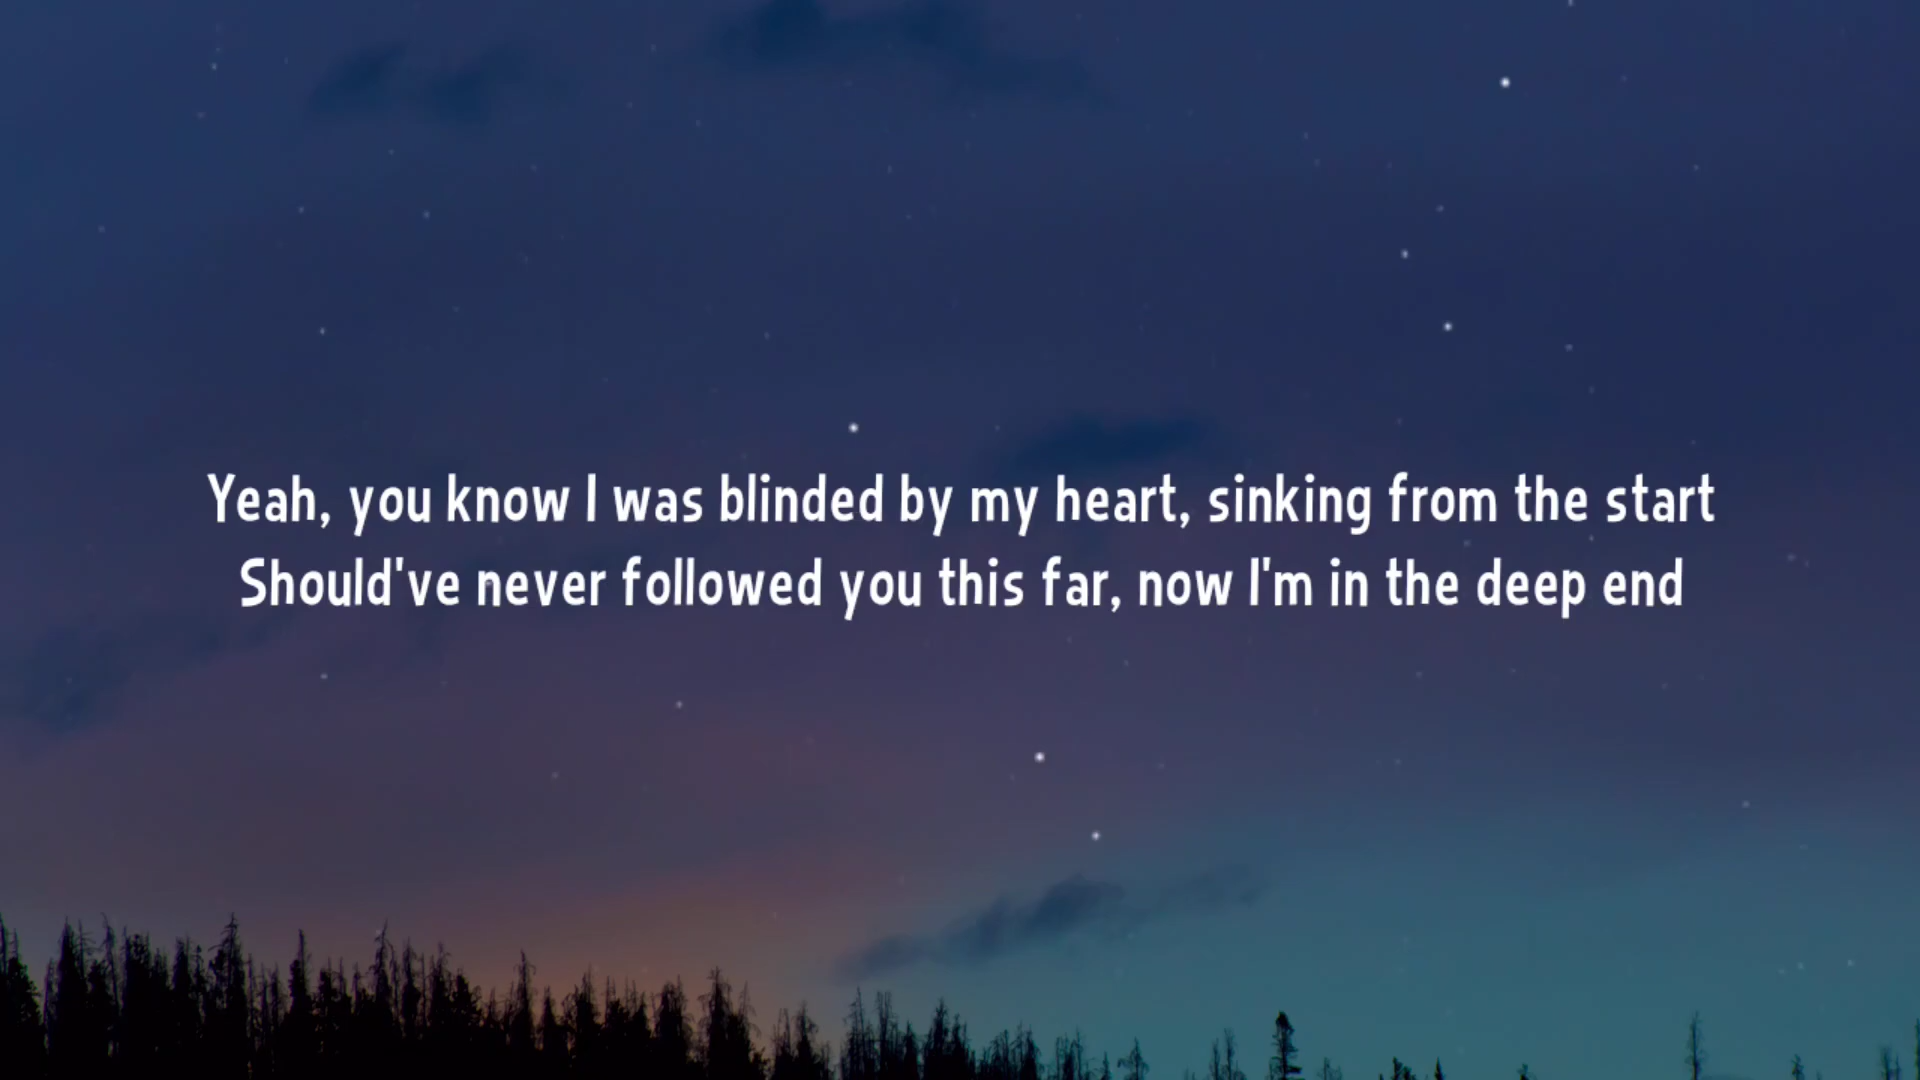 Yeah, you know I was blinded by my heart, sinking from the start
Should've never followed you this far, now I'm in the deep end